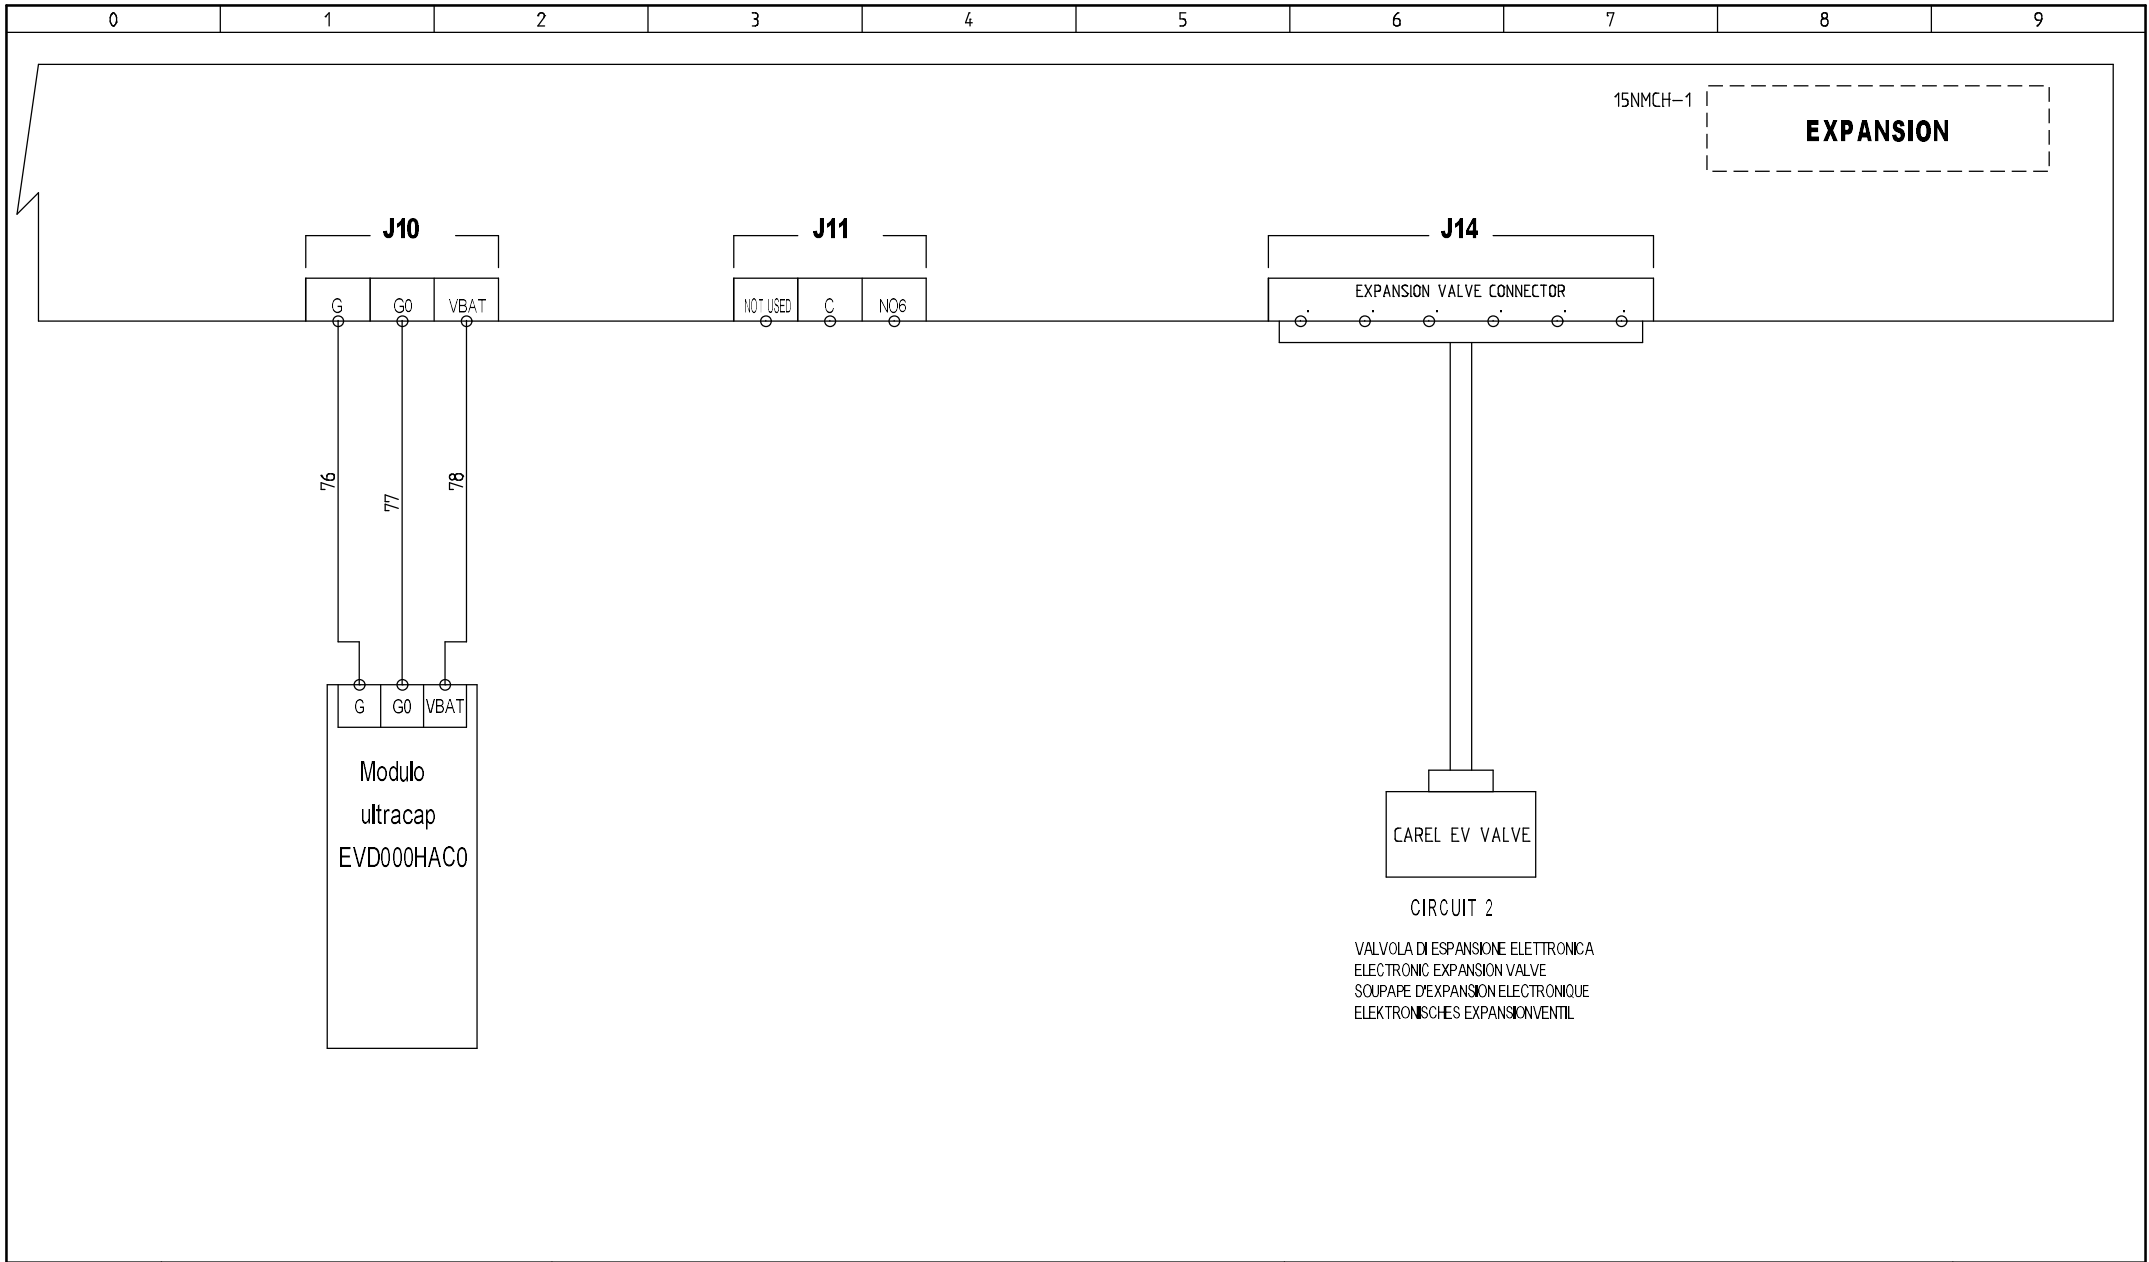 0 1 2 3 4 5 6 7 8 9
15NMCH-1
EXPANSION
J10 J11 J14
G G0 VBAT NOT USED C NO6
EXPANSION VALVE CONNECTOR
76
77
78
G G0 VBAT
Modulo
ultracap
EVD000HAC0
CAREL EV VALVE
CIRCUIT 2
VALVOLA DI ESPANSIONE ELETTRONICA
ELECTRONIC EXPANSION VALVE
SOUPAPE D'EXPANSION ELECTRONIQUE
ELEKTRONISCHES EXPANSIONVENTIL